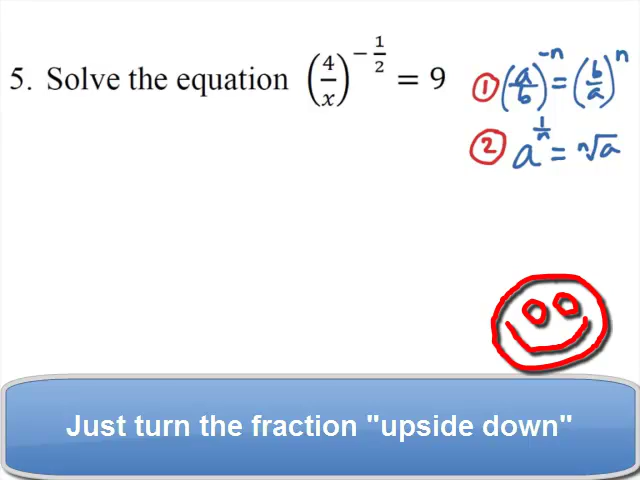 5. Solve the equation (4/x)^(-1/2) = 9
① (a/b)^(-n) = (b/a)^n
② a^(1/n) = ⁿ√a
Just turn the fraction "upside down"